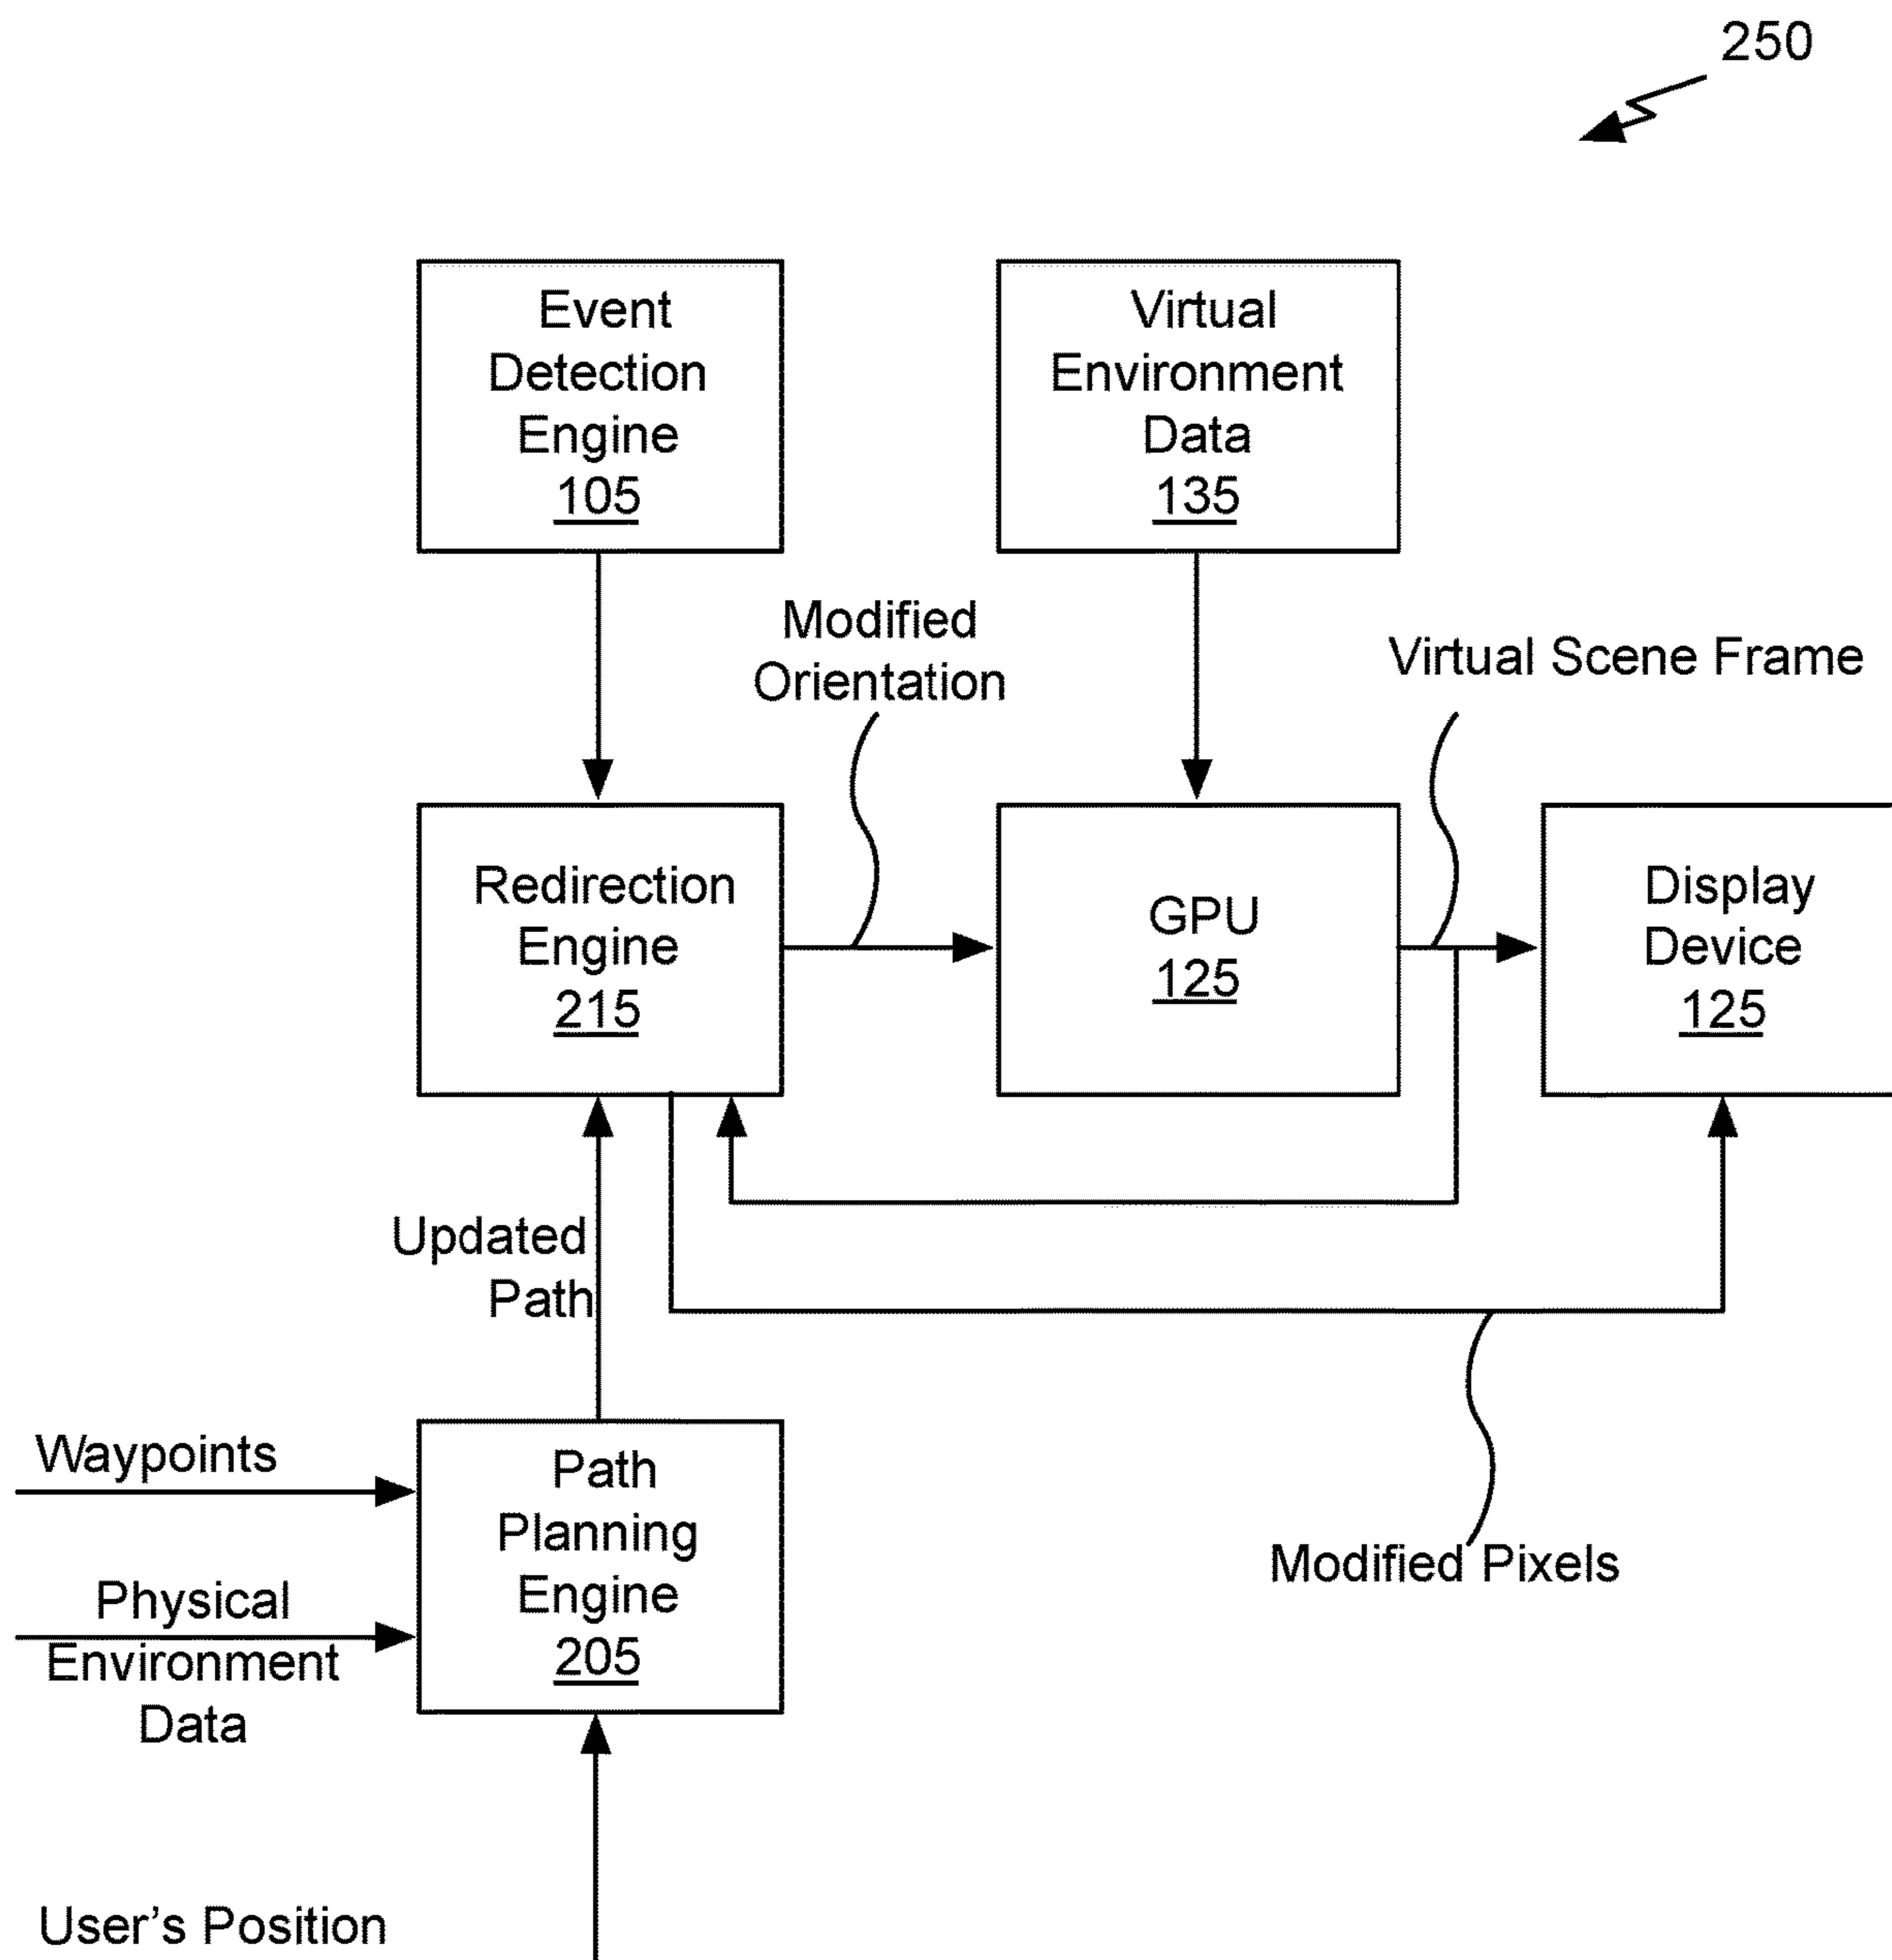 250
Event
Detection
Engine
105
Virtual
Environment
Data
135
Modified
Orientation
Virtual Scene Frame
Redirection
Engine
215
GPU
125
Display
Device
125
Updated
Path
Waypoints
Physical
Environment
Data
Path
Planning
Engine
205
Modified Pixels
User's Position